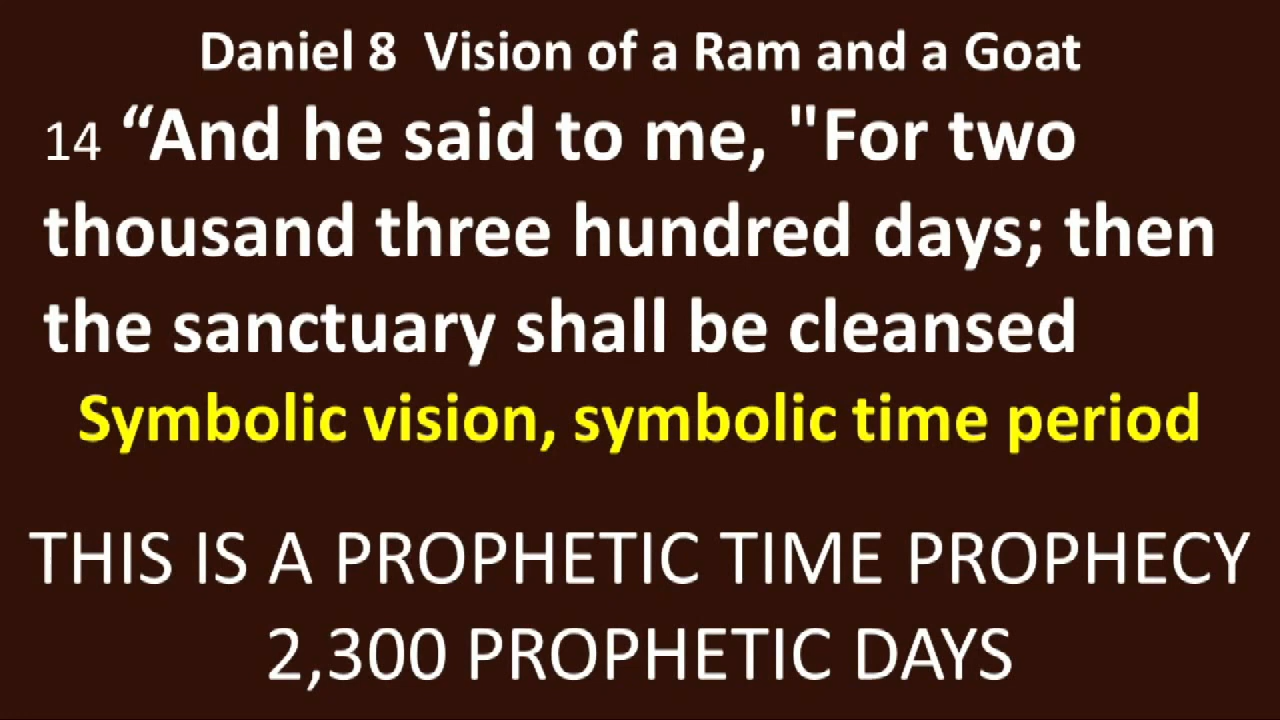 Daniel 8  Vision of a Ram and a Goat
14 “And he said to me, "For two
thousand three hundred days; then
the sanctuary shall be cleansed
Symbolic vision, symbolic time period
THIS IS A PROPHETIC TIME PROPHECY
2,300 PROPHETIC DAYS